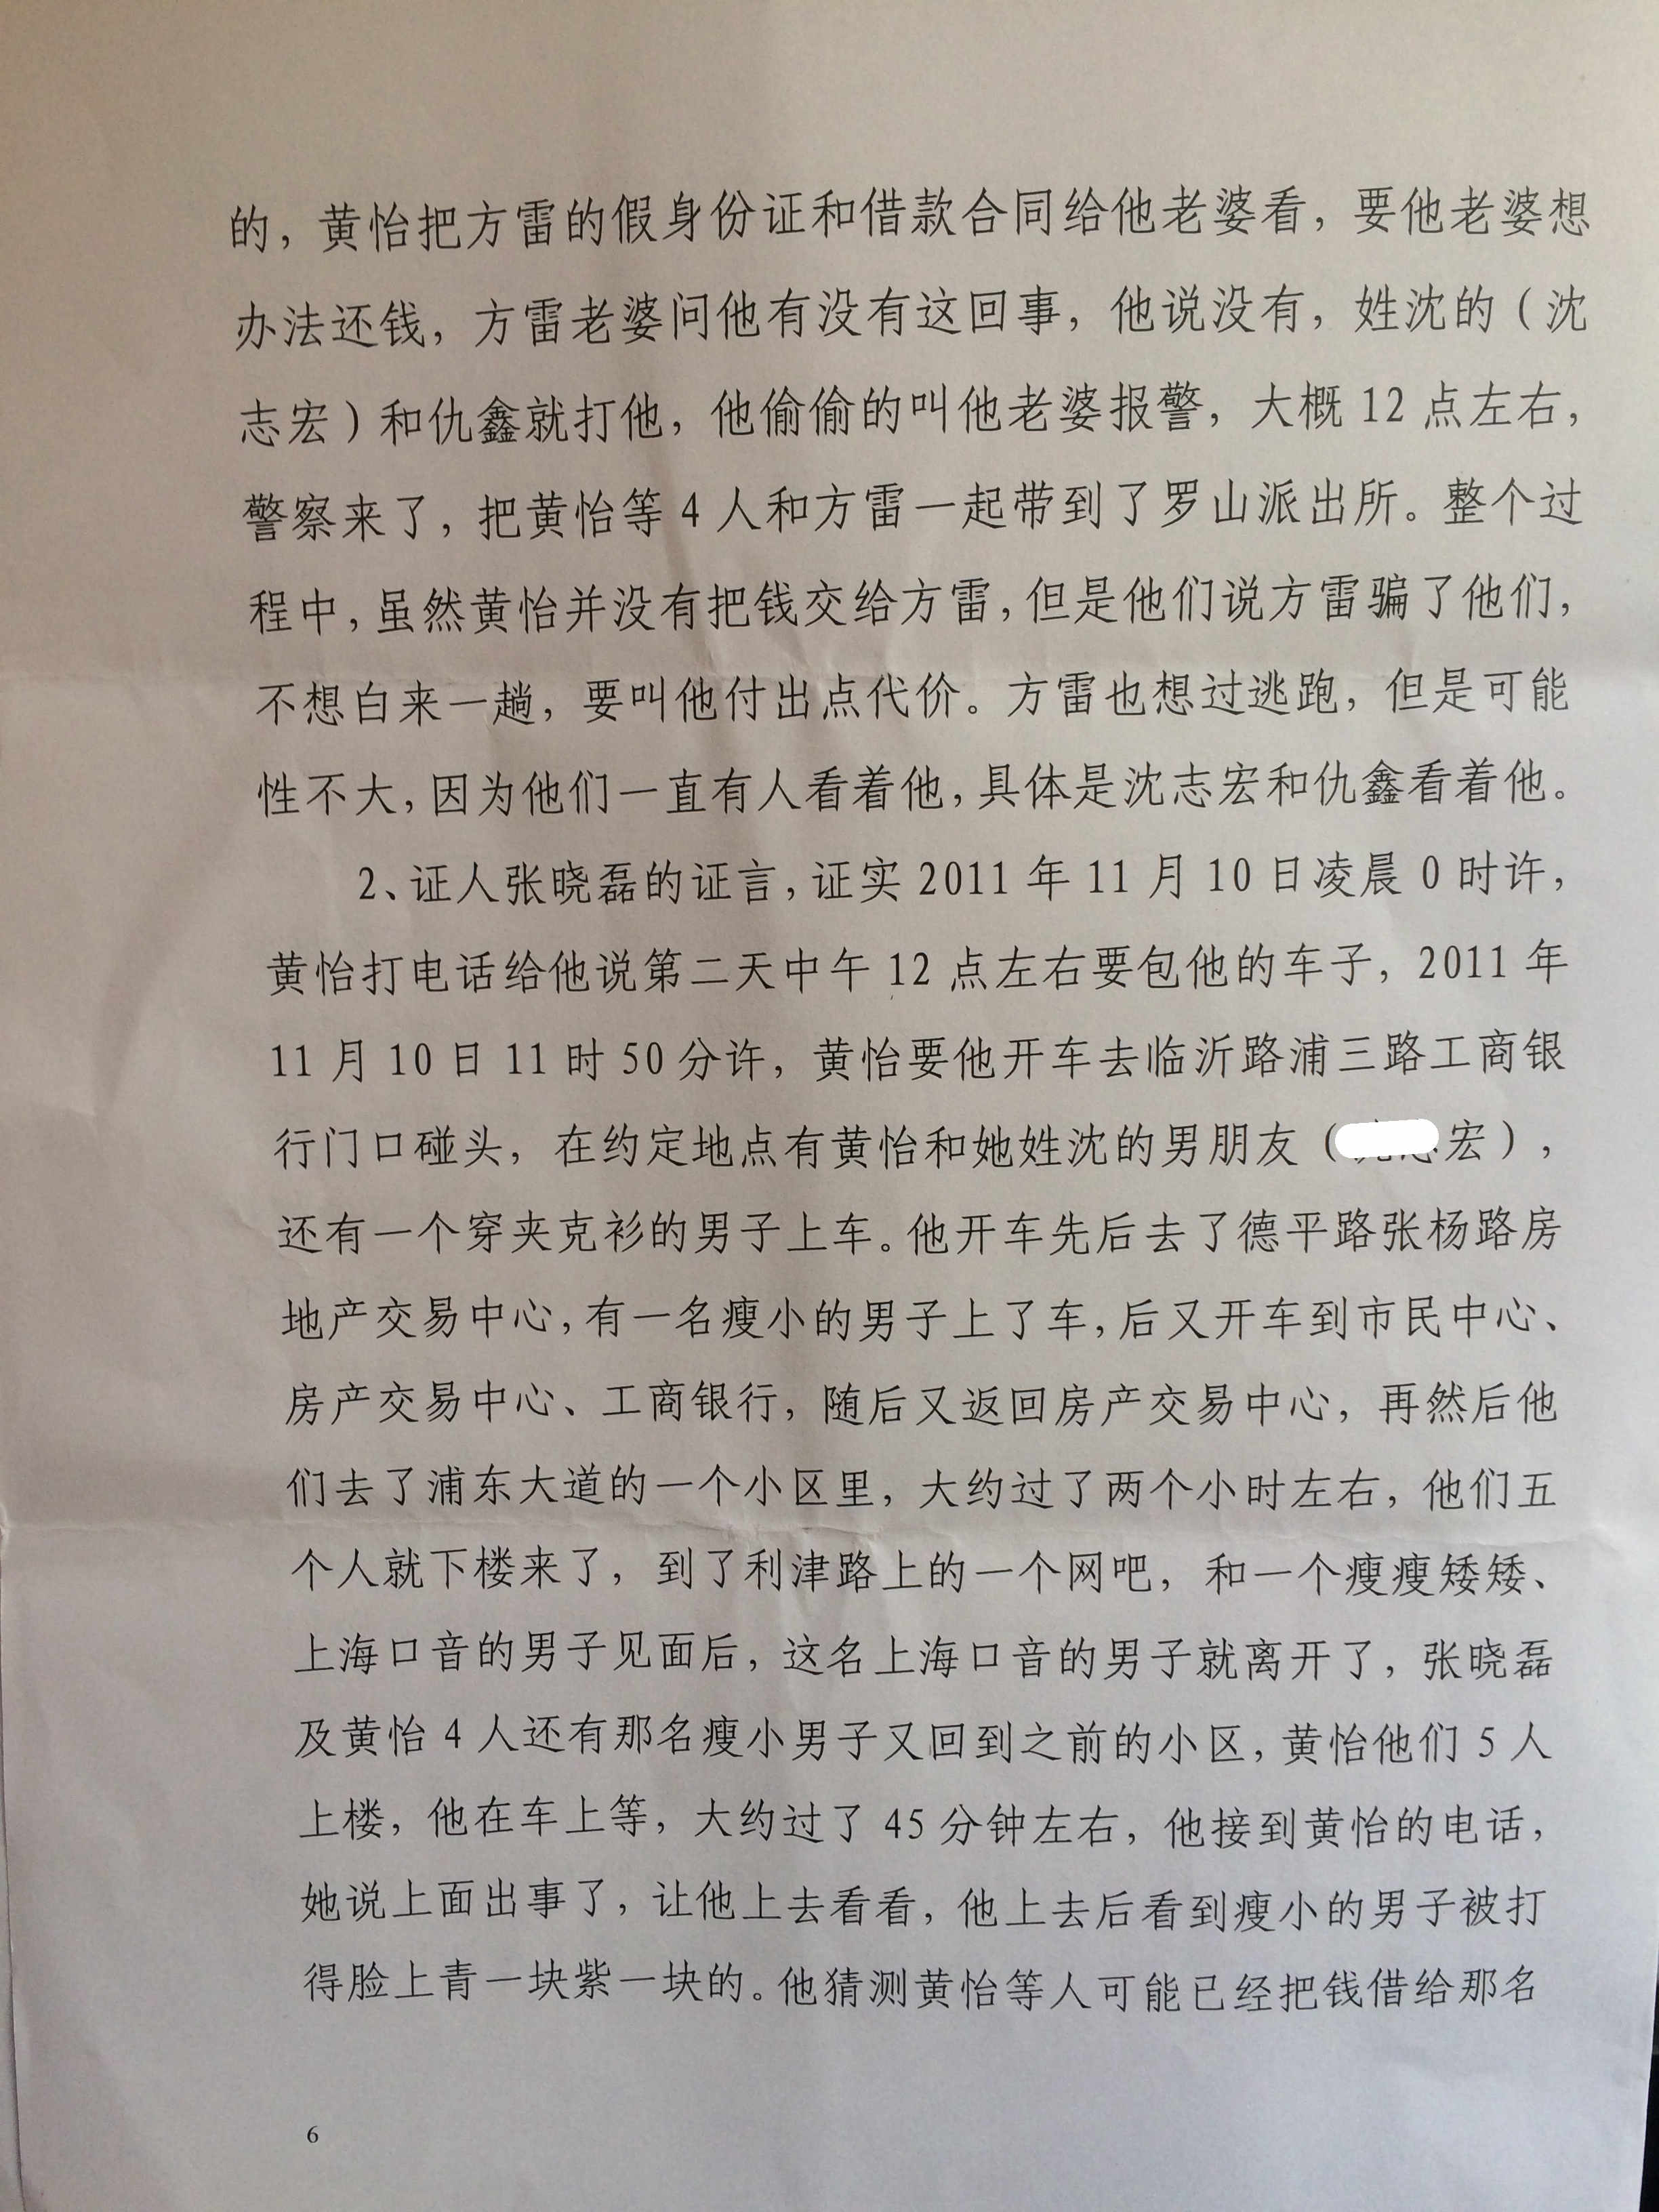 的，黄怡把方雷的假身份证和借款合同给他老婆看，要他老婆想
办法还钱，方雷老婆问他有没有这回事，他说没有，姓沈的（沈
志宏）和仇鑫就打他，他偷偷的叫他老婆报警，大概12点左右，
警察来了，把黄怡等4人和方雷一起带到了罗山派出所。整个过
程中，虽然黄怡并没有把钱交给方雷，但是他们说方雷骗了他们，
不想白来一趟，要叫他付出点代价。方雷也想过逃跑，但是可能
性不大，因为他们一直有人看着他，具体是沈志宏和仇鑫看着他。
2、证人张晓磊的证言，证实2011年11月10日凌晨0时许，
黄怡打电话给他说第二天中午12点左右要包他的车子，2011年
11月10日11时50分许，黄怡要他开车去临沂路浦三路工商银
行门口碰头，在约定地点有黄怡和她姓沈的男朋友（宏），
还有一个穿夹克衫的男子上车。他开车先后去了德平路张杨路房
地产交易中心，有一名瘦小的男子上了车，后又开车到市民中心、
房产交易中心、工商银行，随后又返回房产交易中心，再然后他
们去了浦东大道的一个小区里，大约过了两个小时左右，他们五
个人就下楼来了，到了利津路上的一个网吧，和一个瘦瘦矮矮、
上海口音的男子见面后，这名上海口音的男子就离开了，张晓磊
及黄怡4人还有那名瘦小男子又回到之前的小区，黄怡他们5人
上楼，他在车上等，大约过了45分钟左右，他接到黄怡的电话，
她说上面出事了，让他上去看看，他上去后看到瘦小的男子被打
得脸上青一块紫一块的。他猜测黄怡等人可能已经把钱借给那名
6